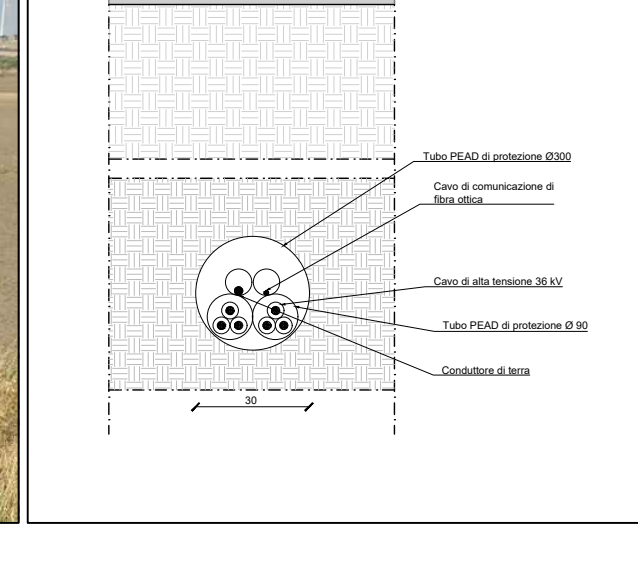 Tubo PEAD di protezione Ø300
Cavo di comunicazione di
fibra ottica
Cavo di alta tensione 36 kV
Tubo PEAD di protezione Ø 90
Conduttore di terra
30